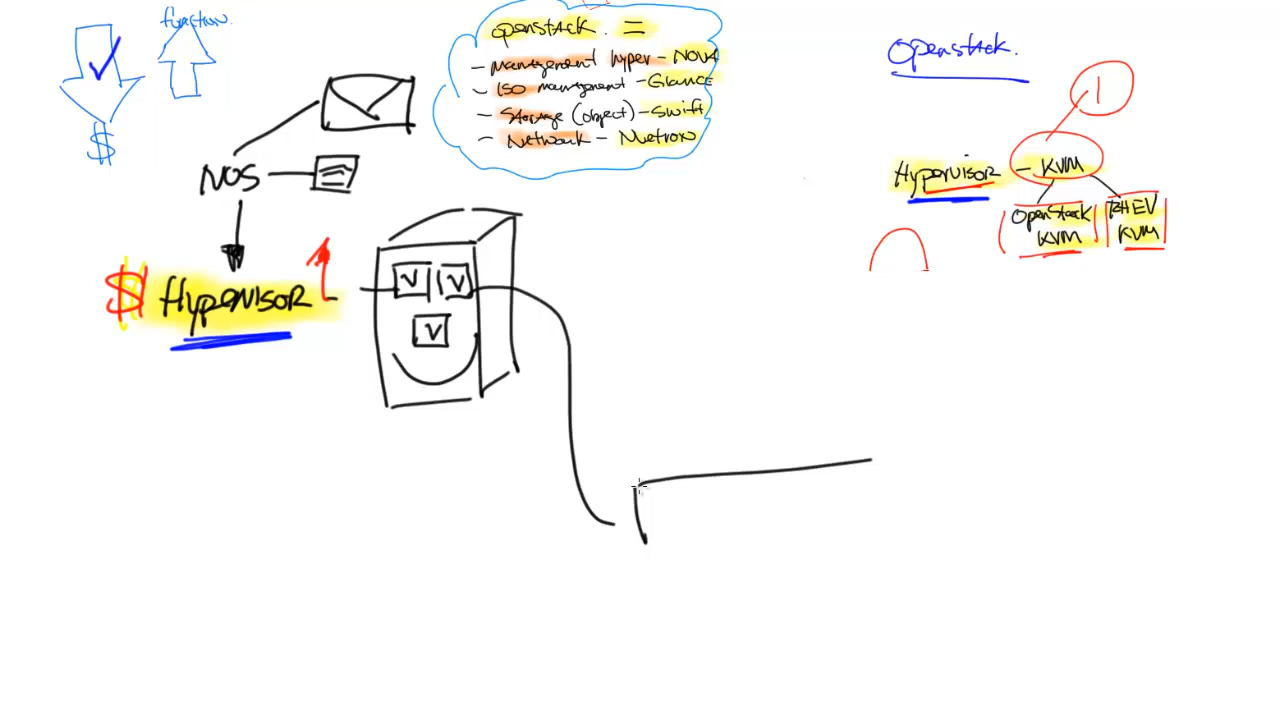 function.
$
NOS
$ Hypervisor
V V
V
openstack. =
- management hyper - NOVA
- ISO management - Glance
- Storage (object) - Swift
- Network - Nuetron
Openstack.
1
Hypervisor - KVM
OpenStack
KVM
RHEV
KVM